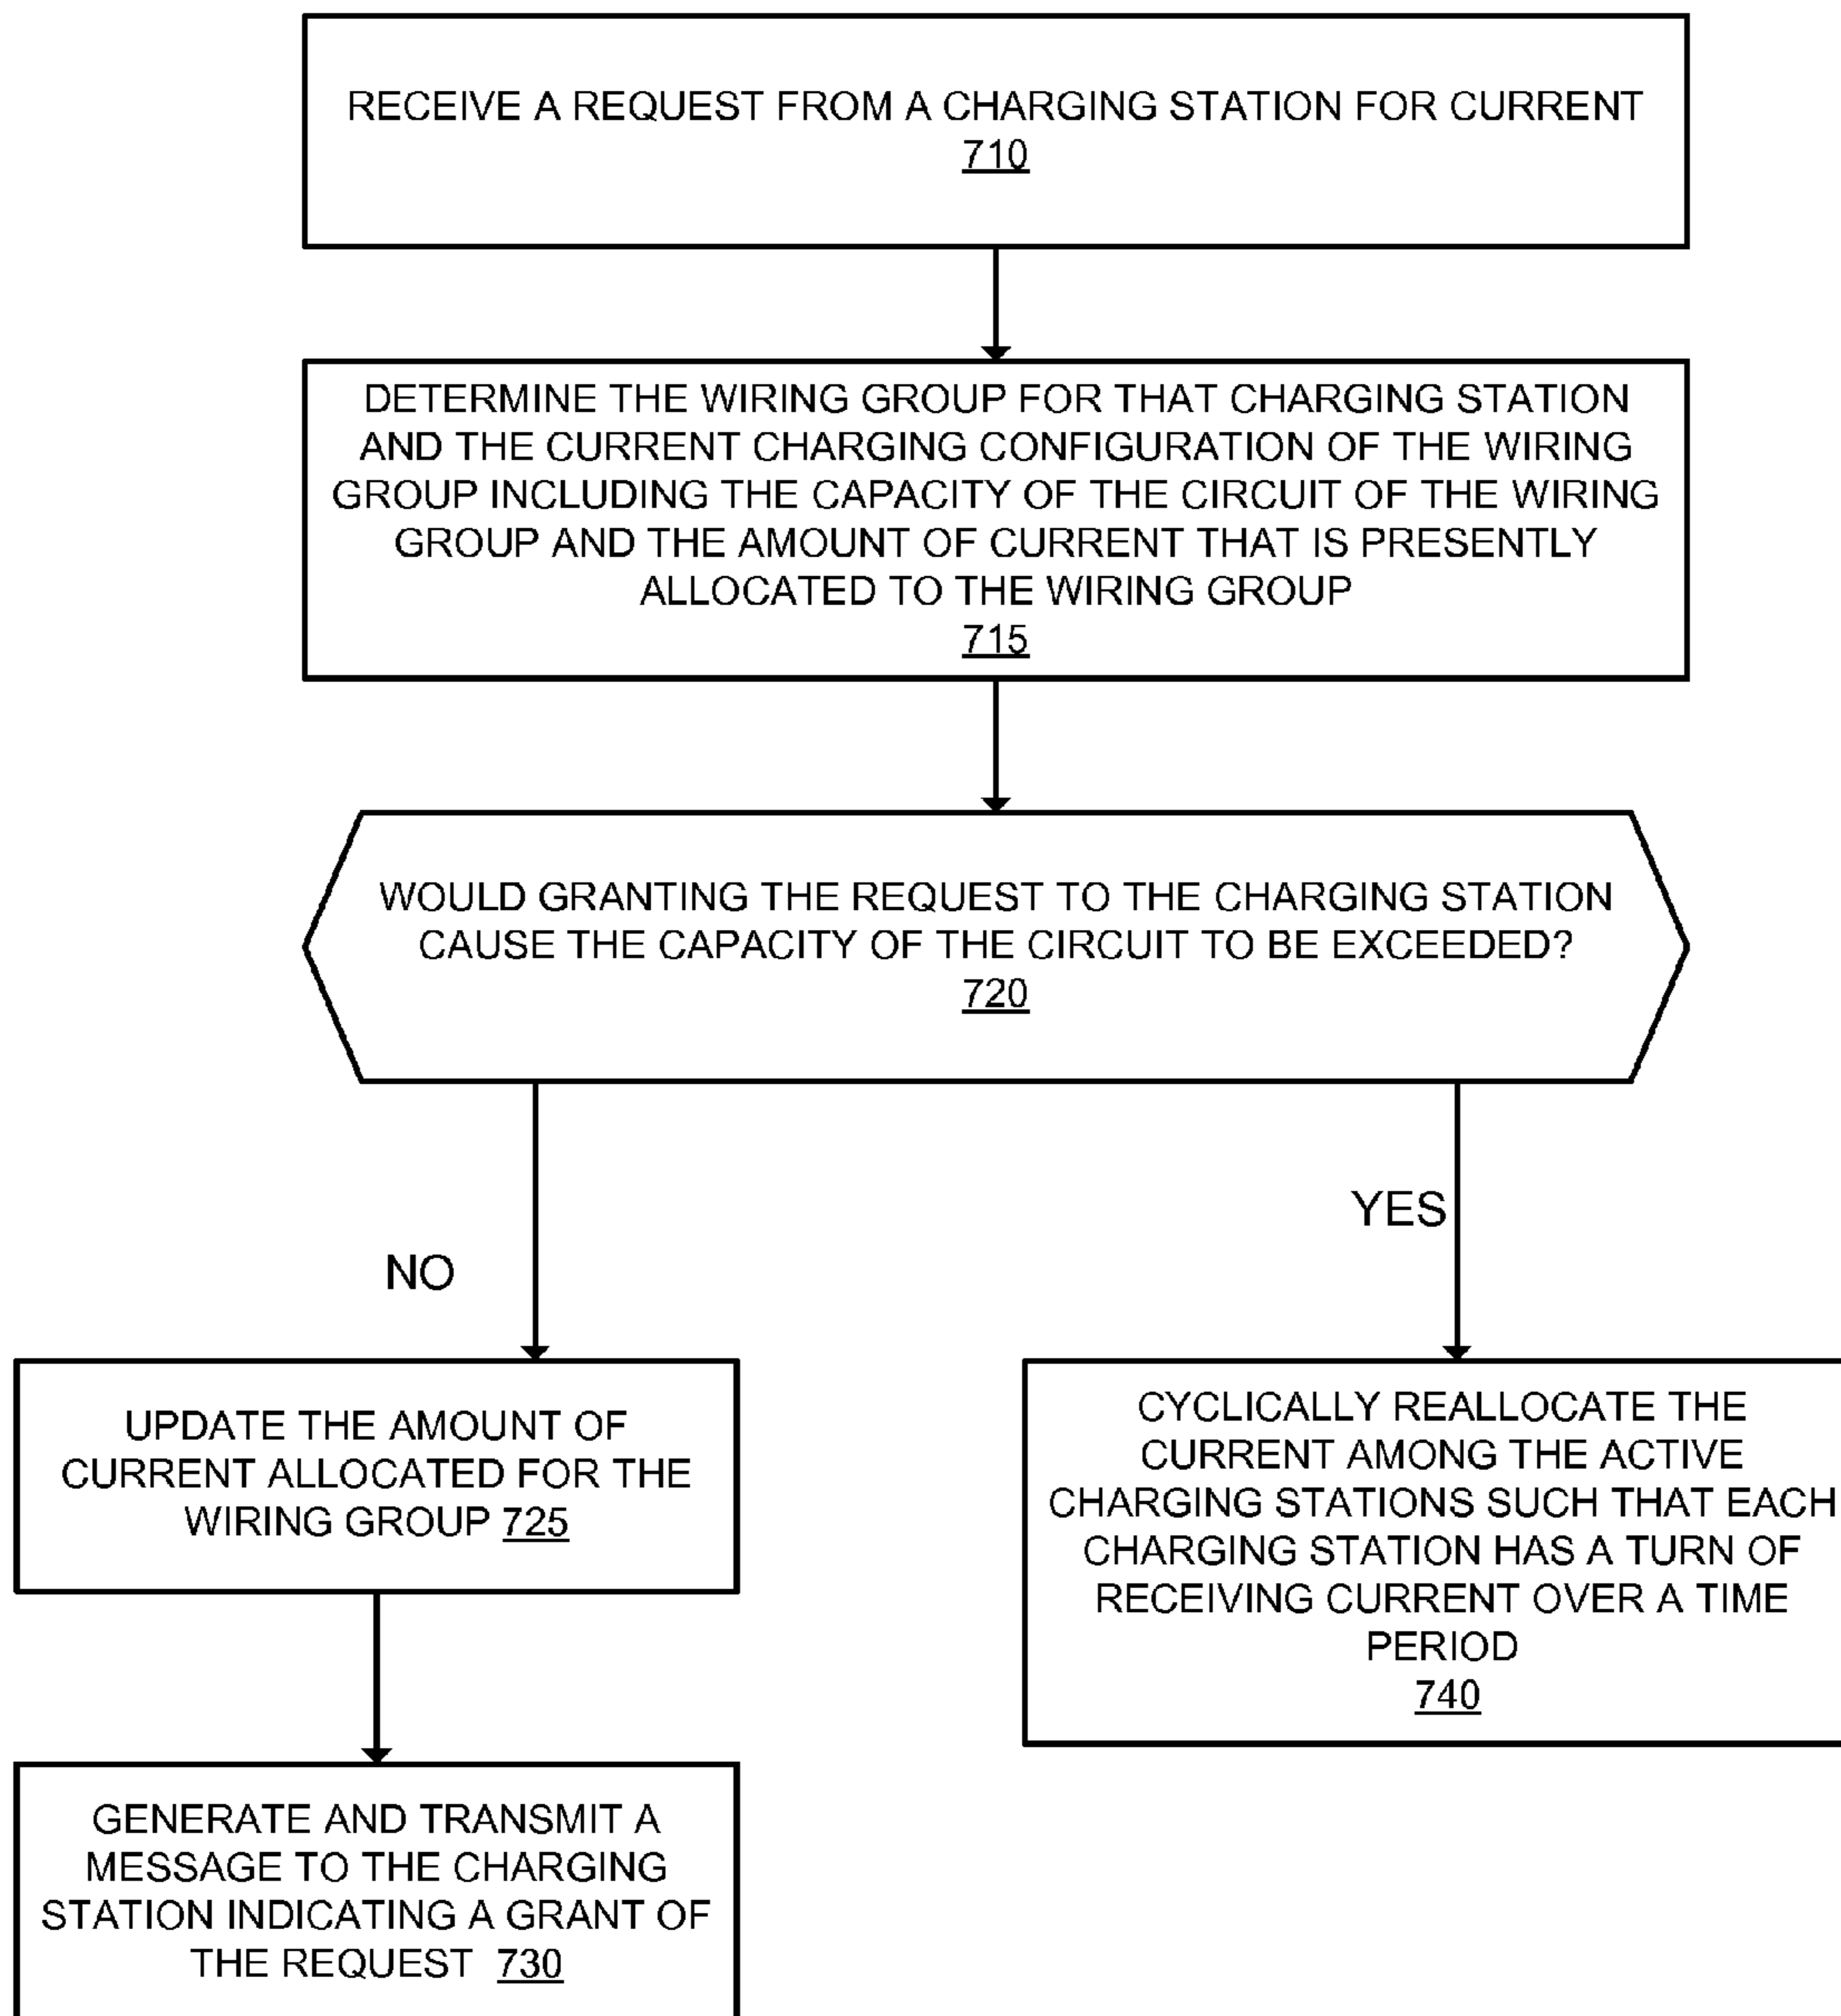 RECEIVE A REQUEST FROM A CHARGING STATION FOR CURRENT
710
DETERMINE THE WIRING GROUP FOR THAT CHARGING STATION
AND THE CURRENT CHARGING CONFIGURATION OF THE WIRING
GROUP INCLUDING THE CAPACITY OF THE CIRCUIT OF THE WIRING
GROUP AND THE AMOUNT OF CURRENT THAT IS PRESENTLY
ALLOCATED TO THE WIRING GROUP
715
WOULD GRANTING THE REQUEST TO THE CHARGING STATION
CAUSE THE CAPACITY OF THE CIRCUIT TO BE EXCEEDED?
720
NO
YES
UPDATE THE AMOUNT OF
CURRENT ALLOCATED FOR THE
WIRING GROUP 725
GENERATE AND TRANSMIT A
MESSAGE TO THE CHARGING
STATION INDICATING A GRANT OF
THE REQUEST 730
CYCLICALLY REALLOCATE THE
CURRENT AMONG THE ACTIVE
CHARGING STATIONS SUCH THAT EACH
CHARGING STATION HAS A TURN OF
RECEIVING CURRENT OVER A TIME
PERIOD
740